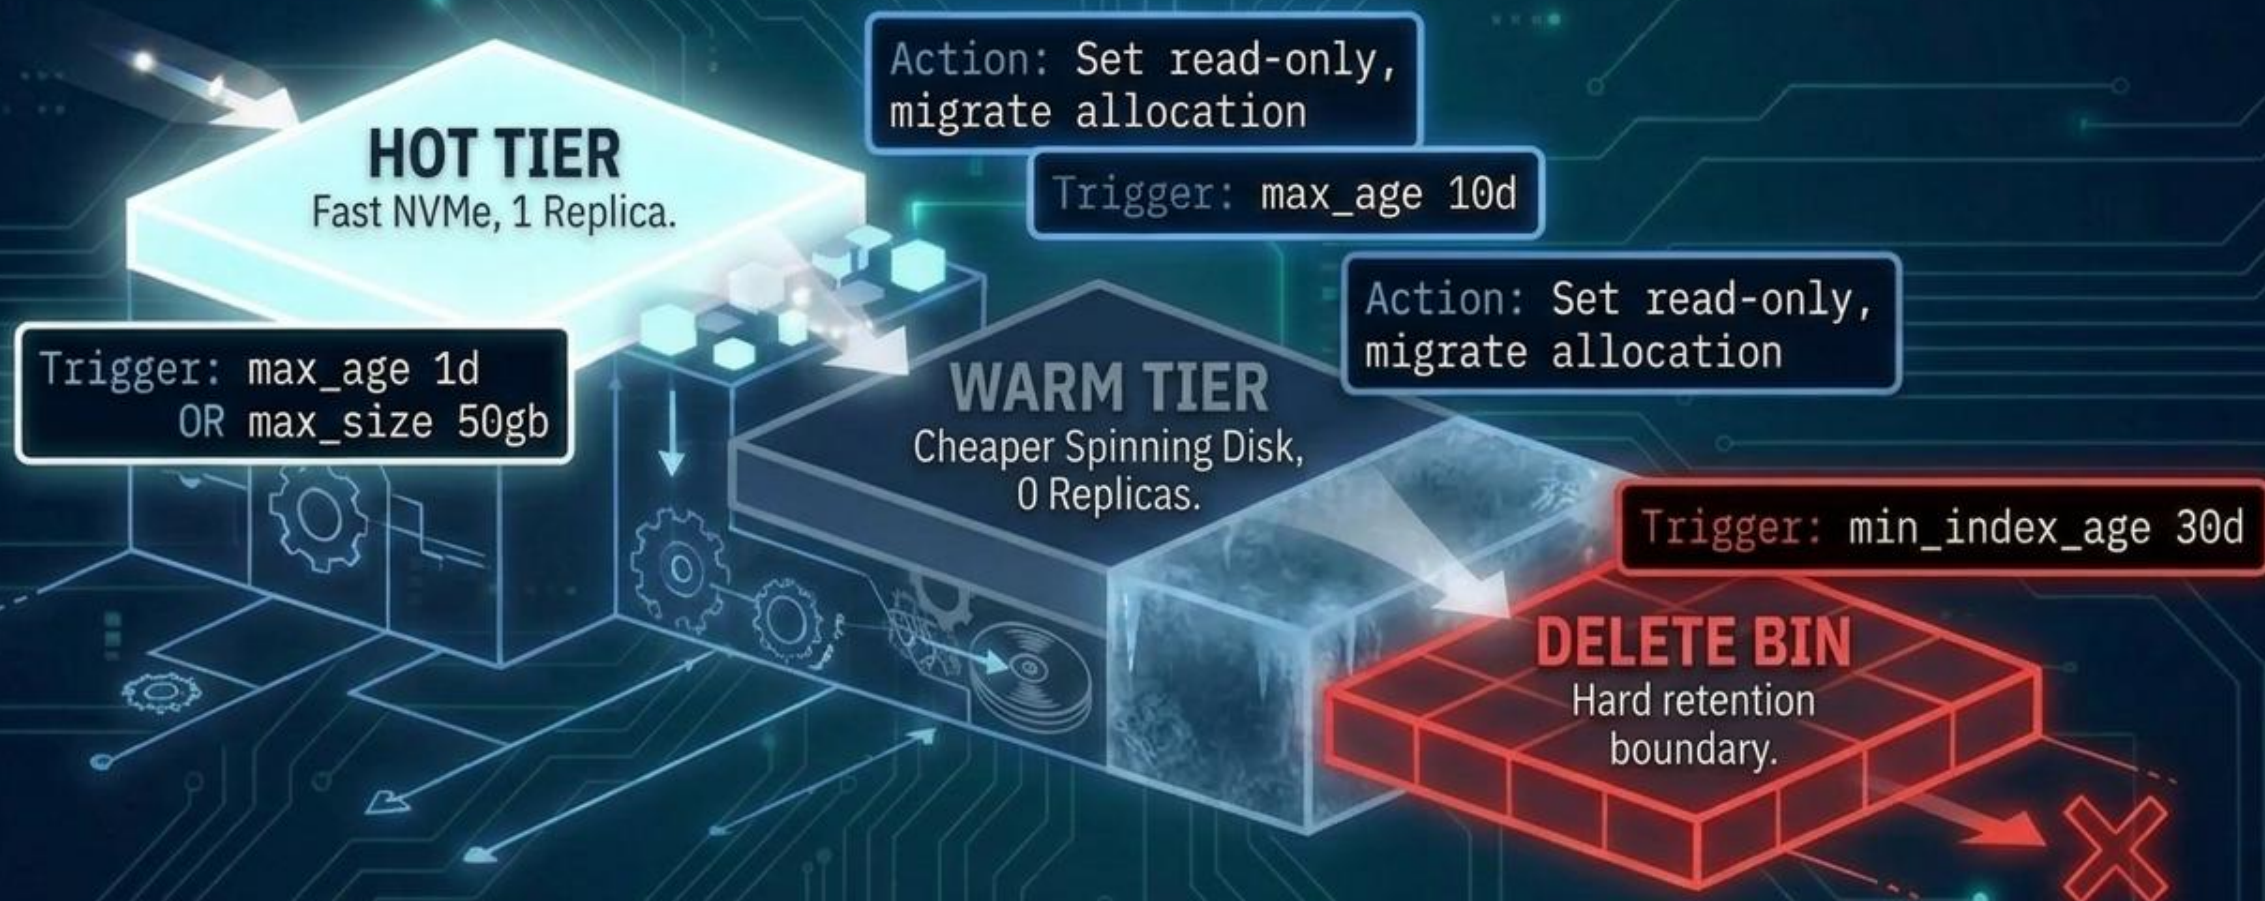 HOT TIER
Fast NVMe, 1 Replica.
Trigger: max_age 1d
OR max_size 50gb
Action: Set read-only,
migrate allocation
Trigger: max_age 10d
WARM TIER
Cheaper Spinning Disk,
0 Replicas.
Action: Set read-only,
migrate allocation
Trigger: min_index_age 30d
DELETE BIN
Hard retention
boundary.